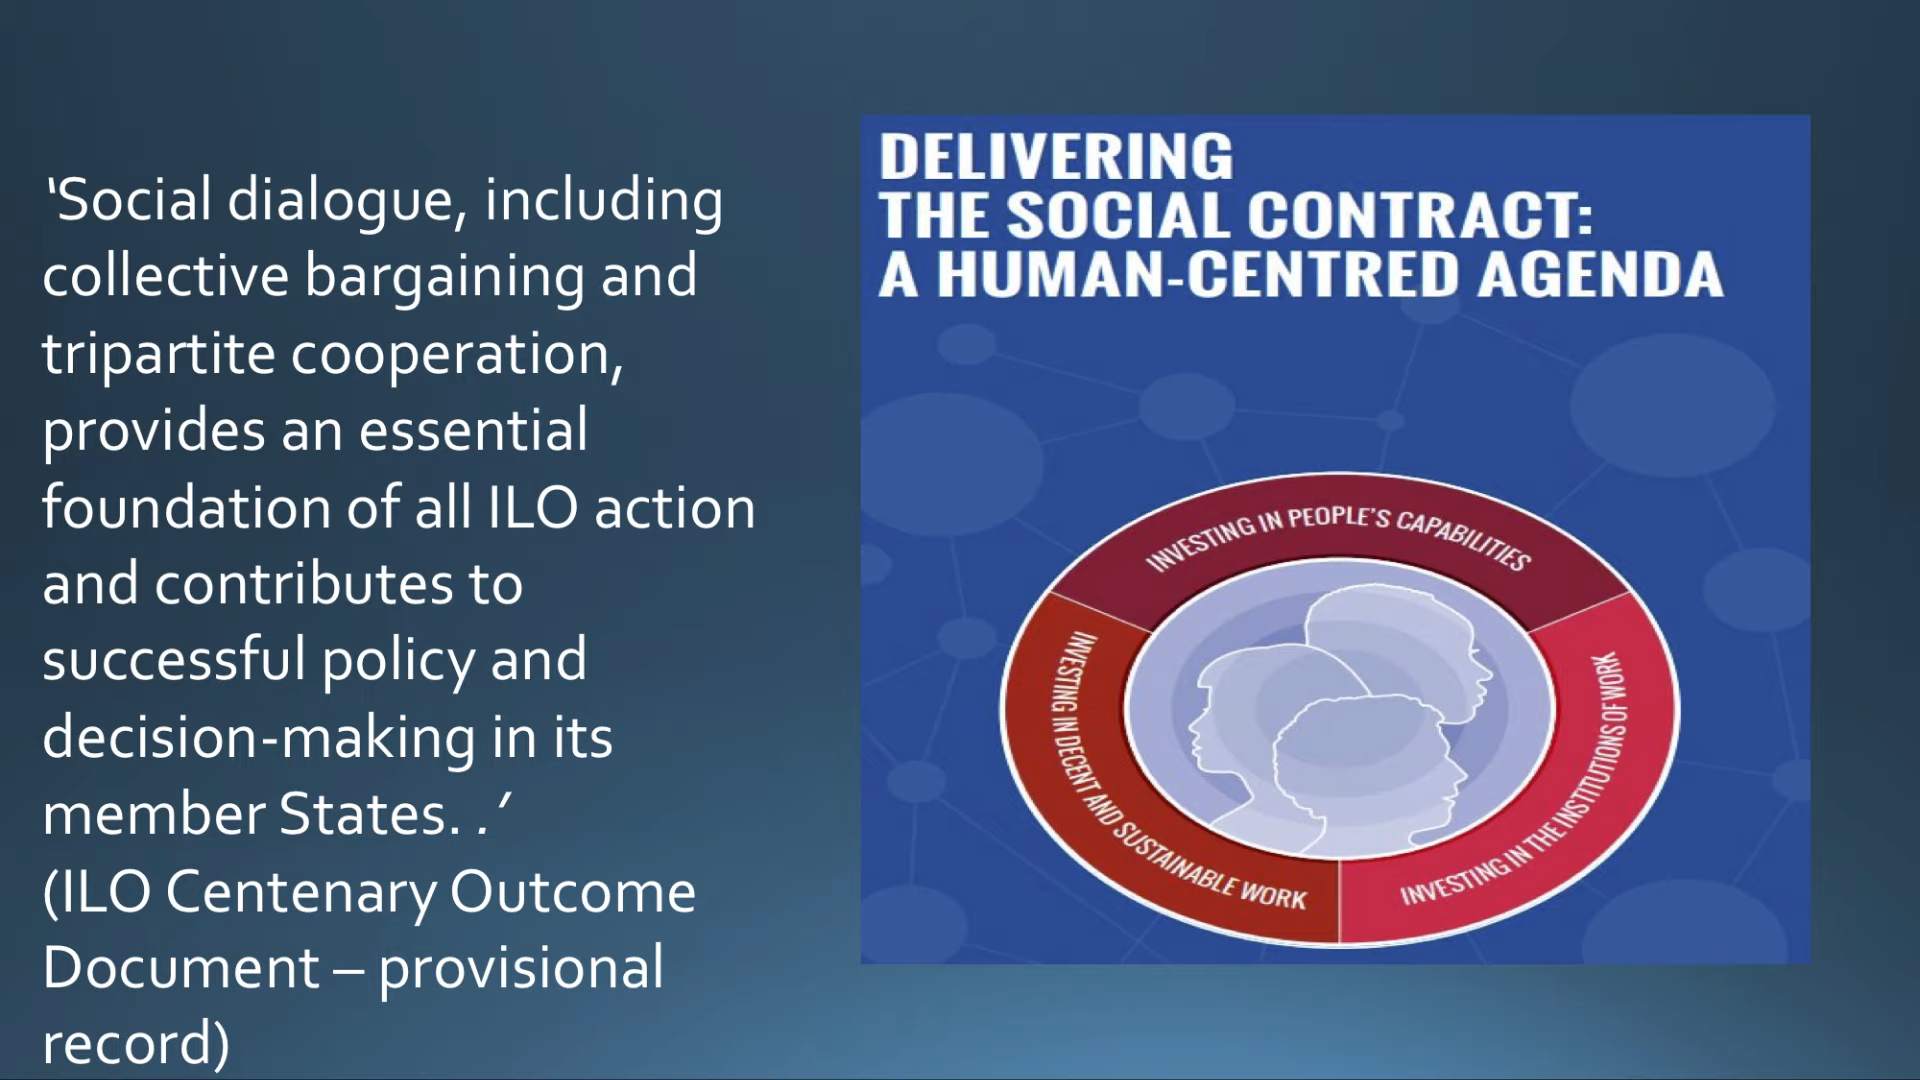 ‘Social dialogue, including
collective bargaining and
tripartite cooperation,
provides an essential
foundation of all ILO action
and contributes to
successful policy and
decision-making in its
member States. .’
(ILO Centenary Outcome
Document – provisional
record)
DELIVERING
THE SOCIAL CONTRACT:
A HUMAN-CENTRED AGENDA
INVESTING IN PEOPLE'S CAPABILITIES
INVESTING IN DECENT AND SUSTAINABLE WORK
INVESTING IN THE INSTITUTIONS OF WORK